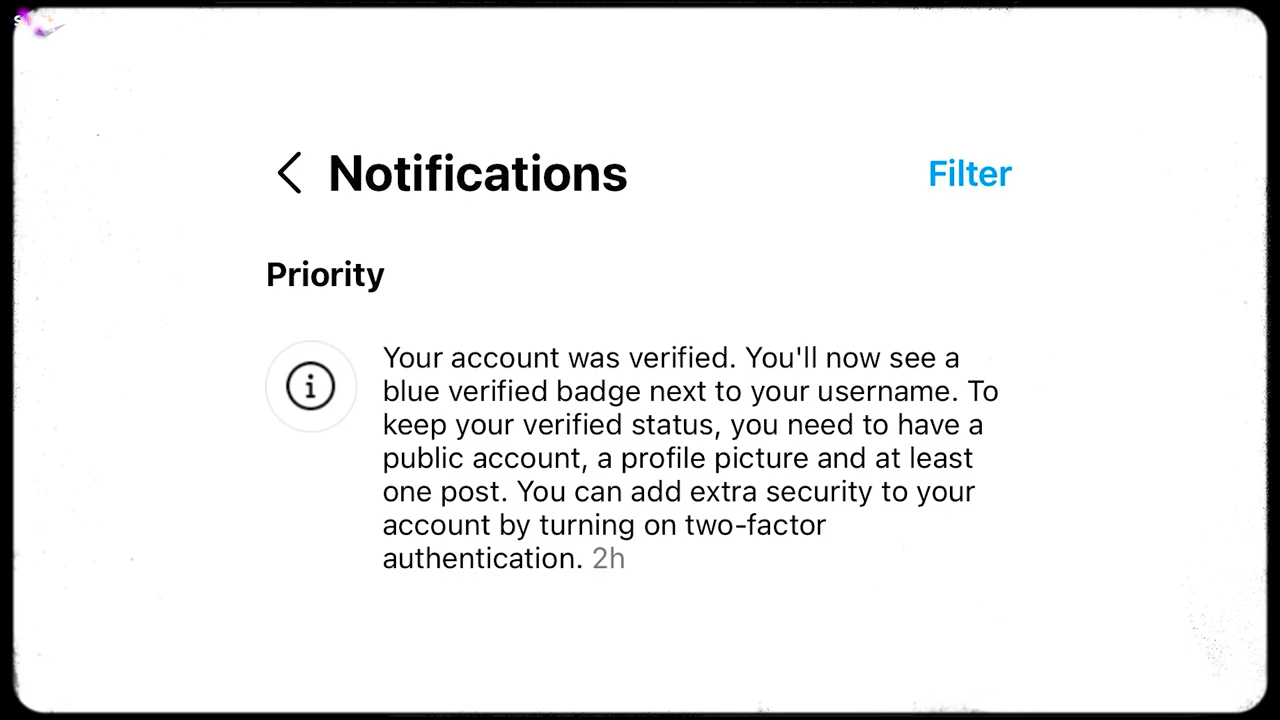 Notifications
Filter
Priority
Your account was verified. You'll now see a
blue verified badge next to your username. To
keep your verified status, you need to have a
public account, a profile picture and at least
one post. You can add extra security to your
account by turning on two-factor
authentication. 2h